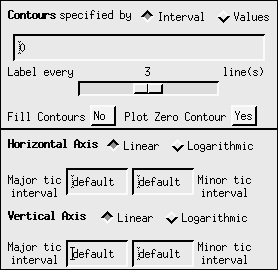 Contours specified by Interval Values
0
Label every 3 line(s)
Fill Contours No Plot Zero Contour Yes
Horizontal Axis Linear Logarithmic
Major tic interval default default Minor tic interval
Vertical Axis Linear Logarithmic
Major tic interval default default Minor tic interval